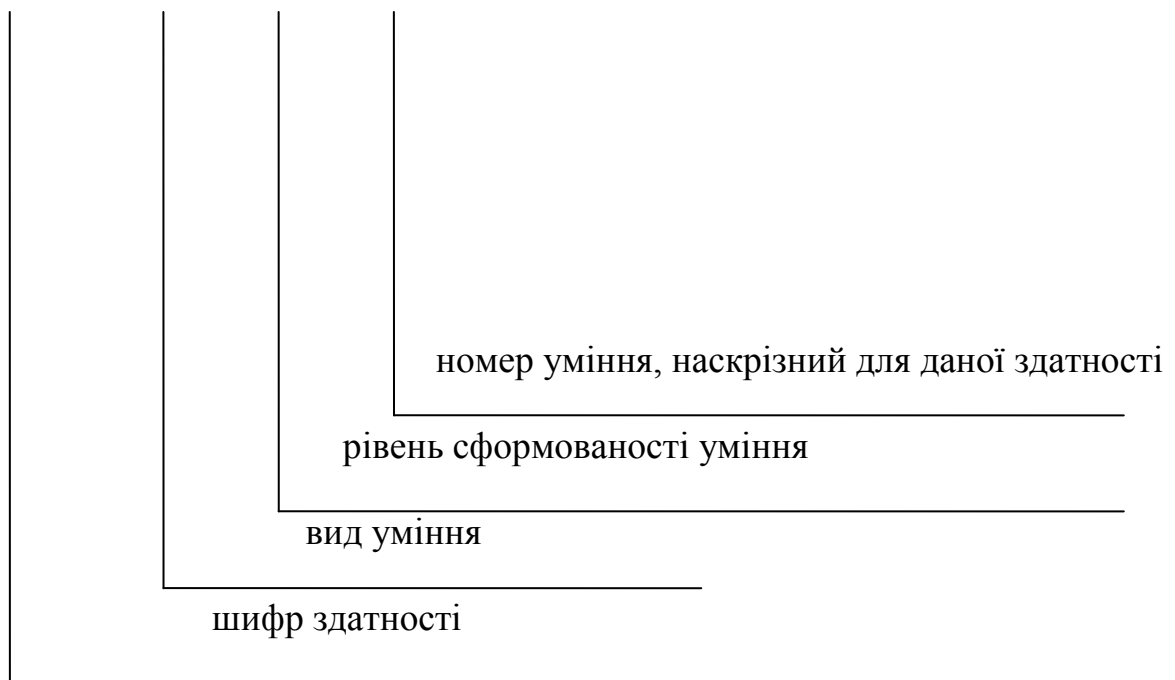 номер уміння, наскрізний для даної здатності
рівень сформованості уміння
вид уміння
шифр здатності